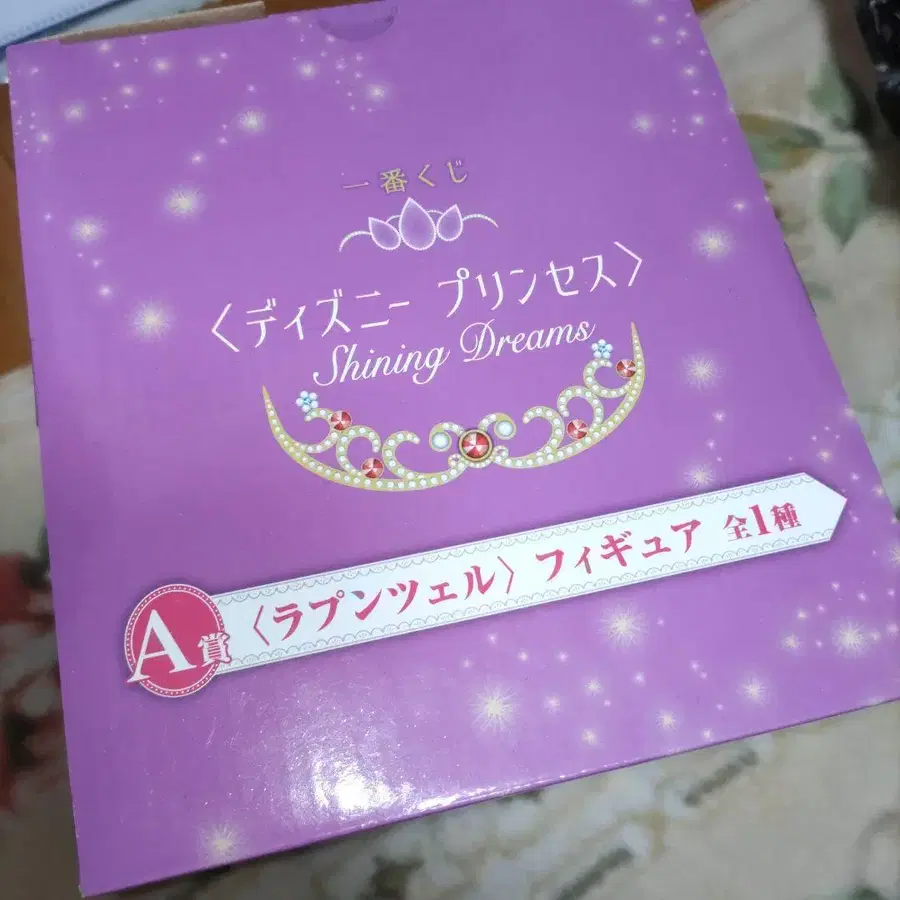 一番くじ
〈ディズニー プリンセス〉
Shining Dreams
A賞 〈ラプンツェル〉 フィギュア 全1種